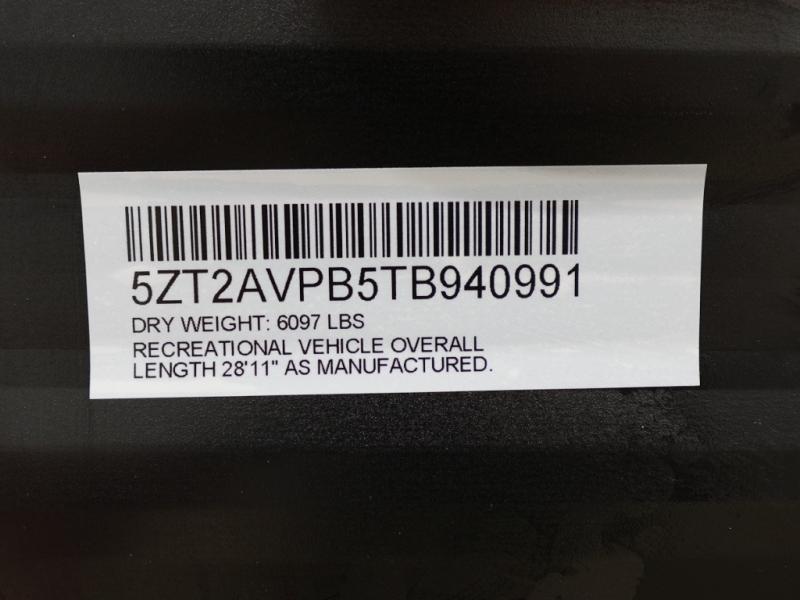 5ZT2AVPB5TB940991
DRY WEIGHT: 6097 LBS
RECREATIONAL VEHICLE OVERALL
LENGTH 28'11" AS MANUFACTURED.